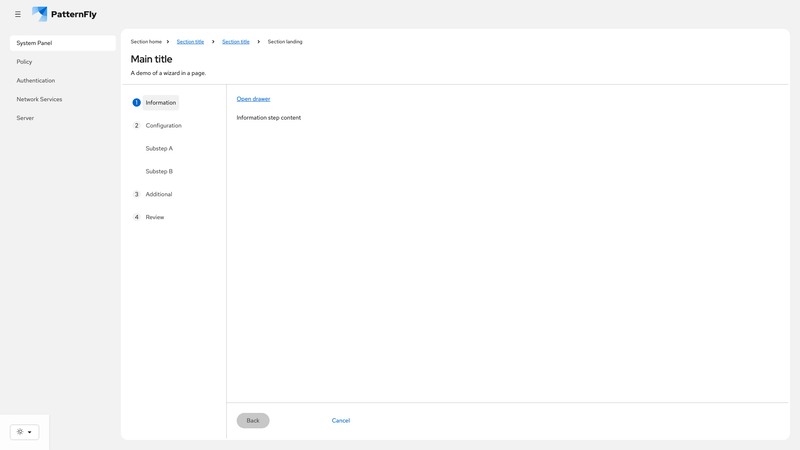 PatternFly
System Panel
Policy
Authentication
Network Services
Server
Section home
Section title
Section title
Section landing
Main title
A demo of a wizard in a page.
1 Information
2 Configuration
Substep A
Substep B
3 Additional
4 Review
Open drawer
Information step content
Back
Cancel